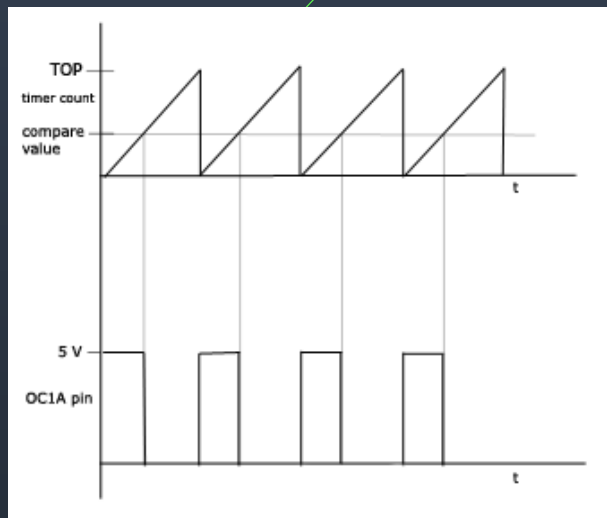 TOP
timer count
compare
value
t
5 V
OC1A pin
t